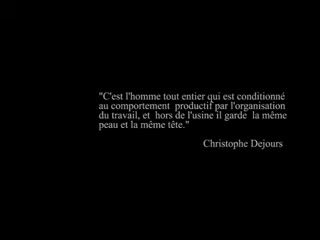 "C'est l'homme tout entier qui est conditionné
au comportement productif par l'organisation
du travail, et hors de l'usine il garde la même
peau et la même tête."
Christophe Dejours